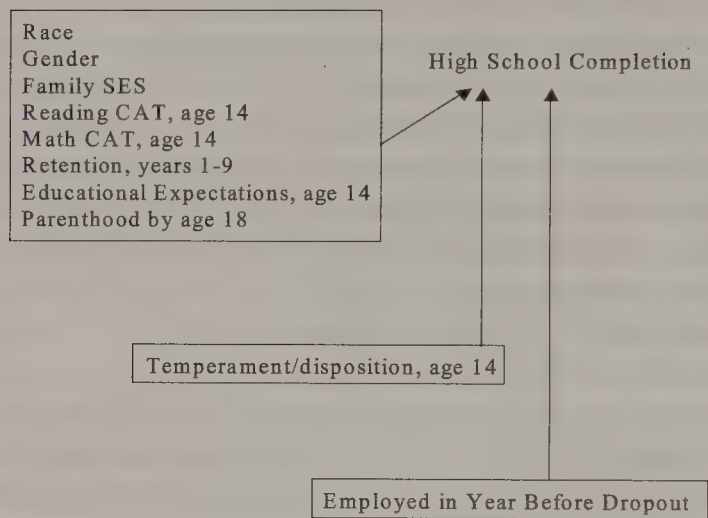 Race
Gender
Family SES
Reading CAT, age 14
Math CAT, age 14
Retention, years 1-9
Educational Expectations, age 14
Parenthood by age 18
High School Completion
Temperament/disposition, age 14
Employed in Year Before Dropout